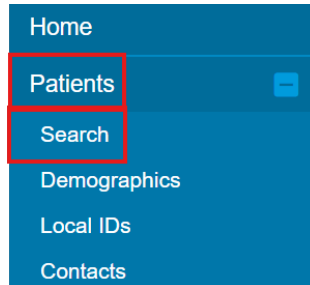 Home
Patients
Search
Demographics
Local IDs
Contacts